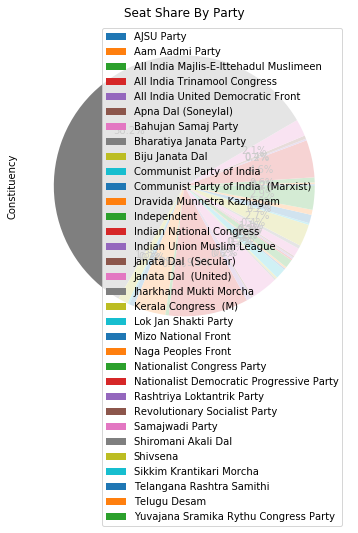 Seat Share By Party
Constituency
AJSU Party
Aam Aadmi Party
All India Majlis-E-Ittehadul Muslimeen
All India Trinamool Congress
All India United Democratic Front
Apna Dal (Soneylal)
Bahujan Samaj Party
Bharatiya Janata Party
Biju Janata Dal
Communist Party of India
Communist Party of India  (Marxist)
Dravida Munnetra Kazhagam
Independent
Indian National Congress
Indian Union Muslim League
Janata Dal  (Secular)
Janata Dal  (United)
Jharkhand Mukti Morcha
Kerala Congress  (M)
Lok Jan Shakti Party
Mizo National Front
Naga Peoples Front
Nationalist Congress Party
Nationalist Democratic Progressive Party
Rashtriya Loktantrik Party
Revolutionary Socialist Party
Samajwadi Party
Shiromani Akali Dal
Shivsena
Sikkim Krantikari Morcha
Telangana Rashtra Samithi
Telugu Desam
Yuvajana Sramika Rythu Congress Party